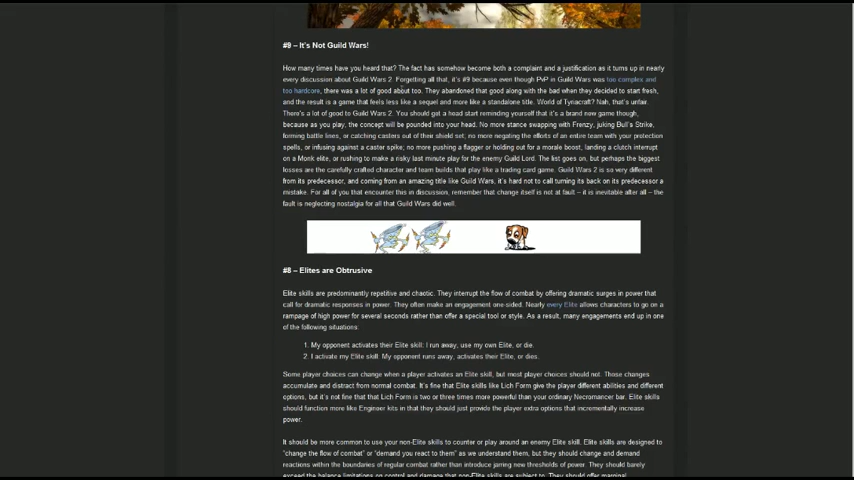 #9 – It's Not Guild Wars!
How many times have you heard that? The fact has somehow become both a complaint and a justification as it turns up in nearly
every discussion about Guild Wars 2. Forgetting all that, it's #9 because even though PvP in Guild Wars was too complex and
too hardcore, there was a lot of good about too. They abandoned that good along with the bad when they decided to start fresh,
and the result is a game that feels less like a sequel and more like a standalone title. World of Tyriacraft? Nah, that's unfair.
There's a lot of good to Guild Wars 2. You should get a head start reminding yourself that it's a brand new game though,
because as you play, the concept will be pounded into your head. No more stance swapping with Frenzy, juking Bull's Strike,
forming battle lines, or catching casters out of their shield set; no more negating the efforts of an entire team with your protection
spells, or infusing against a caster spike; no more pushing a flagger or holding out for a morale boost, landing a clutch interrupt
on a Monk elite, or rushing to make a risky last minute play for the enemy Guild Lord. The list goes on, but perhaps the biggest
losses are the carefully crafted character and team builds that play like a trading card game. Guild Wars 2 is so very different
from its predecessor, and coming from an amazing title like Guild Wars, it's hard not to call turning its back on its predecessor a
mistake. For all of you that encounter this in discussion, remember that change itself is not at fault – it is inevitable after all – the
fault is neglecting nostalgia for all that Guild Wars did well.
#8 – Elites are Obtrusive
Elite skills are predominantly repetitive and chaotic. They interrupt the flow of combat by offering dramatic surges in power that
call for dramatic responses in power. They often make an engagement one-sided. Nearly every Elite allows characters to go on a
rampage of high power for several seconds rather than offer a special tool or style. As a result, many engagements end up in one
of the following situations:
1. My opponent activates their Elite skill: I run away, use my own Elite, or die.
2. I activate my Elite skill. My opponent runs away, activates their Elite, or dies.
Some player choices can change when a player activates an Elite skill, but most player choices should not. Those changes
accumulate and distract from normal combat. It's fine that Elite skills like Lich Form give the player different abilities and different
options, but it's not fine that Lich Form is two or three times more powerful than your ordinary Necromancer bar. Elite skills
should function more like Engineer kits in that they should just provide the player extra options that incrementally increase
power.
It should be more common to use your non-Elite skills to counter or play around an enemy Elite skill. Elite skills are designed to
"change the flow of combat" or "demand you react to them" as we understand them, but they should change and demand
reactions within the boundaries of regular combat rather than introduce jarring new thresholds of power. They should barely
exceed the balance limitations on control and damage that non-Elite skills are subject to. They should offer marginal